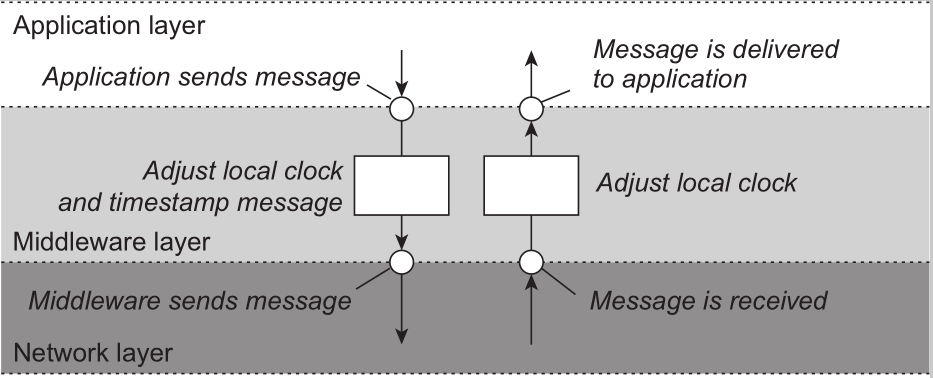 Application layer
Application sends message
Message is delivered
to application
Adjust local clock
and timestamp message
Adjust local clock
Middleware layer
Middleware sends message
Message is received
Network layer